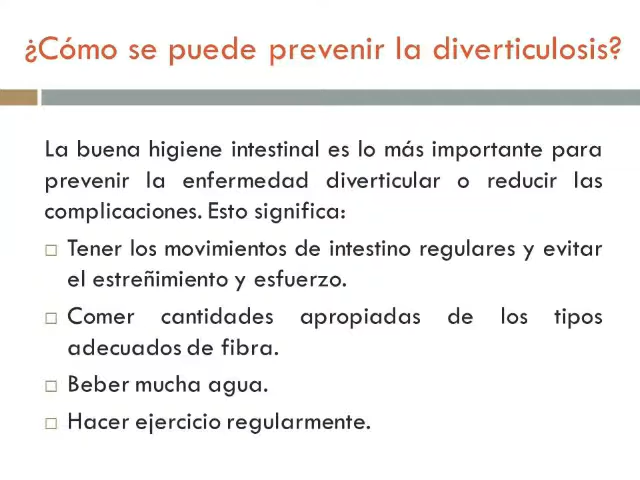 ¿Cómo se puede prevenir la diverticulosis?
La buena higiene intestinal es lo más importante para
prevenir la enfermedad diverticular o reducir las
complicaciones. Esto significa:
□ Tener los movimientos de intestino regulares y evitar
el estreñimiento y esfuerzo.
□ Comer cantidades apropiadas de los tipos
adecuados de fibra.
□ Beber mucha agua.
□ Hacer ejercicio regularmente.